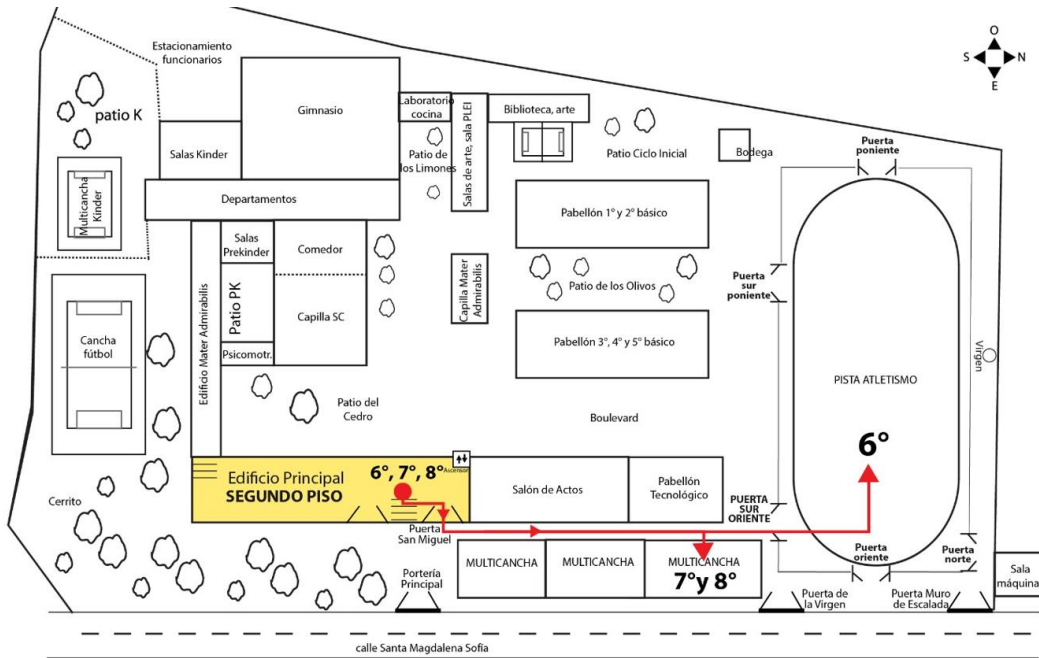 Estacionamiento
funcionarios
O
S
N
E
patio K
Gimnasio
Laboratorio
cocina
Salas de arte, sala PLEI
Biblioteca, arte
Salas Kinder
Patio de
los Limones
Patio Ciclo Inicial
Bodega
Puerta
poniente
Multicancha
Kinder
Departamentos
Pabellón 1° y 2° básico
Salas
Prekinder
Comedor
Edificio Mater Admirabilis
Patio PK
Capilla SC
Capilla Mater
Admirabilis
Patio de los Olivos
Puerta
sur
poniente
Cancha
fútbol
Psicomotr.
Pabellón 3°, 4° y 5° básico
Virgen
PISTA ATLETISMO
Patio del
Cedro
Boulevard
6°
Edificio Principal
SEGUNDO PISO
6°, 7°, 8°
Ascensor
Salón de Actos
Pabellón
Tecnológico
Cerrito
PUERTA
SUR
ORIENTE
Puerta
San Miguel
MULTICANCHA
MULTICANCHA
MULTICANCHA
7°y 8°
Puerta
oriente
Puerta
norte
Sala
máquina
Portería
Principal
Puerta de
la Virgen
Puerta Muro
de Escalada
calle Santa Magdalena Sofía